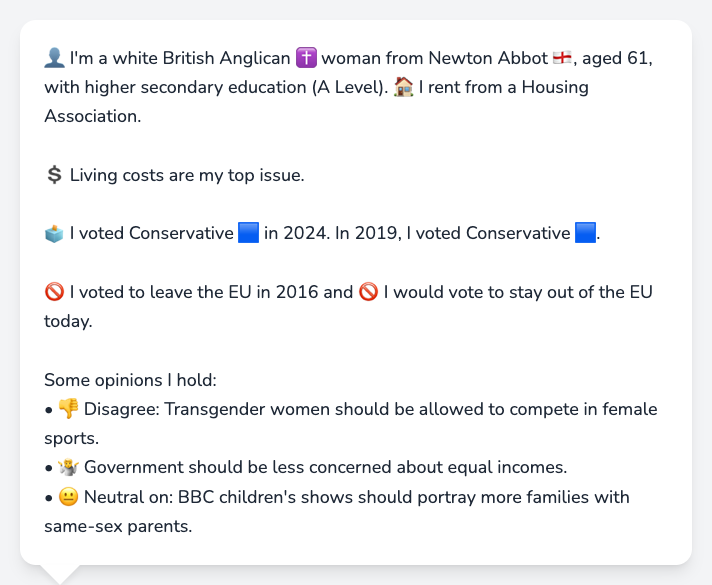 👤 I'm a white British Anglican ✝️ woman from Newton Abbot 🏴󠁧󠁢󠁥󠁮󠁧󠁿, aged 61,
with higher secondary education (A Level). 🏠 I rent from a Housing
Association.
💲 Living costs are my top issue.
🗳️ I voted Conservative 🟦 in 2024. In 2019, I voted Conservative 🟦.
🚫 I voted to leave the EU in 2016 and 🚫 I would vote to stay out of the EU
today.
Some opinions I hold:
• 👎 Disagree: Transgender women should be allowed to compete in female
sports.
• 🤷 Government should be less concerned about equal incomes.
• 😐 Neutral on: BBC children's shows should portray more families with
same-sex parents.